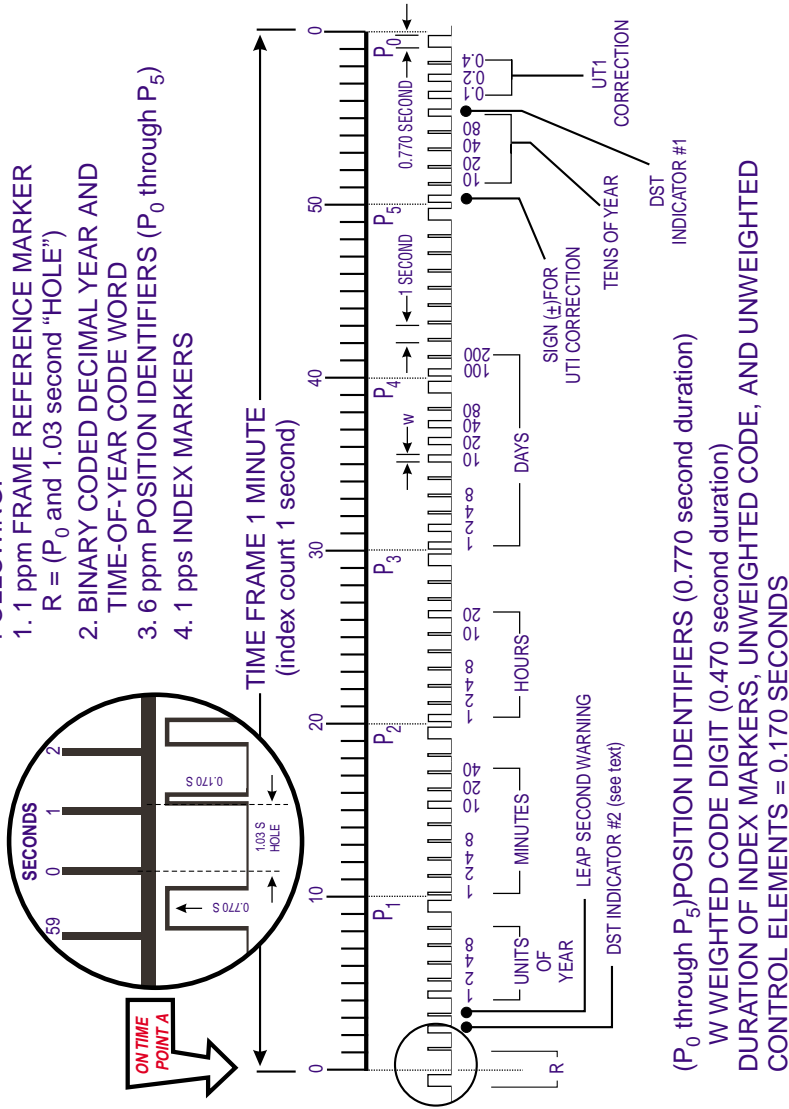 1. 1 ppm FRAME REFERENCE MARKER
R = (P0 and 1.03 second “HOLE”)
2. BINARY CODED DECIMAL YEAR AND
TIME-OF-YEAR CODE WORD
3. 6 ppm POSITION IDENTIFIERS (P0 through P5)
4. 1 pps INDEX MARKERS
SECONDS
59 0 1 2
0.770 S
0.170 S
1.03 S
HOLE
ON TIME
POINT A
TIME FRAME 1 MINUTE
(index count 1 second)
0 10 20 30 40 50 0
P1 P2 P3 P4 P5 P0
w
1 SECOND
0.770 SECOND
1 2 4 8
1 2 4 8 10 20 40
1 2 4 8 10 20
1 2 4 8 10 20 40 80 100 200
10 20 40 80
0.1 0.2 0.4
R
UNITS
OF
YEAR
MINUTES
HOURS
DAYS
LEAP SECOND WARNING
DST INDICATOR #2 (see text)
SIGN (±)FOR
UTI CORRECTION
TENS OF YEAR
DST
INDICATOR #1
UT1
CORRECTION
(P0 through P5)POSITION IDENTIFIERS (0.770 second duration)
W WEIGHTED CODE DIGIT (0.470 second duration)
DURATION OF INDEX MARKERS, UNWEIGHTED CODE, AND UNWEIGHTED
CONTROL ELEMENTS = 0.170 SECONDS